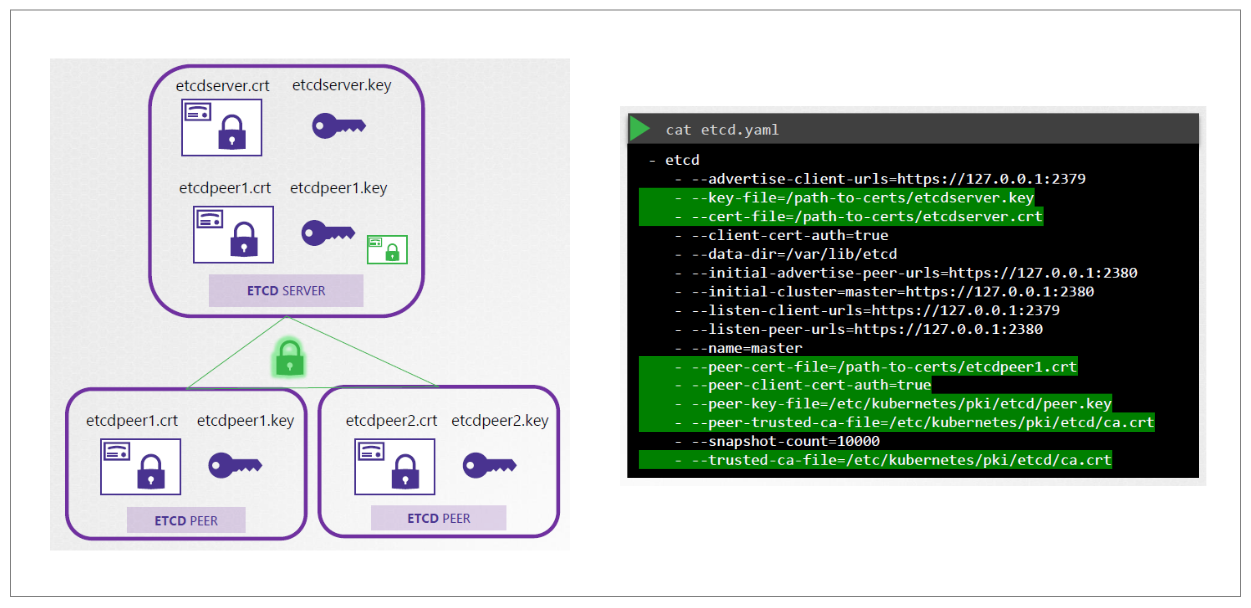 etcdserver.crt etcdserver.key
etcdpeer1.crt etcdpeer1.key
ETCD SERVER
etcdpeer1.crt etcdpeer1.key
ETCD PEER
etcdpeer2.crt etcdpeer2.key
ETCD PEER
cat etcd.yaml
- etcd
- --advertise-client-urls=https://127.0.0.1:2379
- --key-file=/path-to-certs/etcdserver.key
- --cert-file=/path-to-certs/etcdserver.crt
- --client-cert-auth=true
- --data-dir=/var/lib/etcd
- --initial-advertise-peer-urls=https://127.0.0.1:2380
- --initial-cluster=master=https://127.0.0.1:2380
- --listen-client-urls=https://127.0.0.1:2379
- --listen-peer-urls=https://127.0.0.1:2380
- --name=master
- --peer-cert-file=/path-to-certs/etcdpeer1.crt
- --peer-client-cert-auth=true
- --peer-key-file=/etc/kubernetes/pki/etcd/peer.key
- --peer-trusted-ca-file=/etc/kubernetes/pki/etcd/ca.crt
- --snapshot-count=10000
- --trusted-ca-file=/etc/kubernetes/pki/etcd/ca.crt